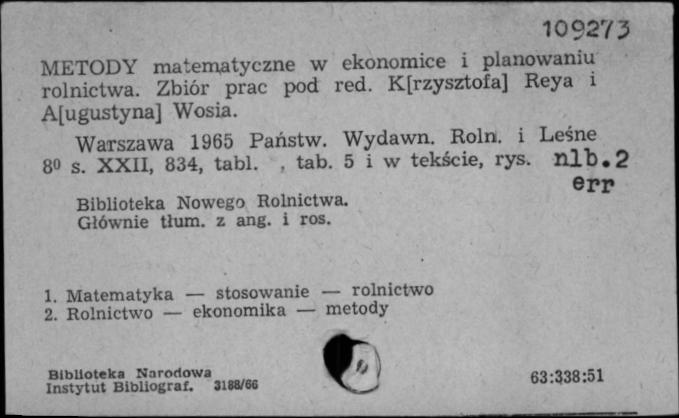 109273
METODY matematyczne w ekonomice i planowaniu
rolnictwa. Zbiór prac pod red. K[rzysztofa] Reya i
A[ugustyna] Wosia.
Warszawa 1965 Państw. Wydawn. Roln. i Leśne
8⁰ s. XXII, 834, tabl. , tab. 5 i w tekście, rys. nlb.2
err
Biblioteka Nowego Rolnictwa.
Głównie tłum. z ang. i ros.
1. Matematyka — stosowanie — rolnictwo
2. Rolnictwo — ekonomika — metody
Biblioteka Narodowa
Instytut Bibliograf. 3188/66 63:338:51